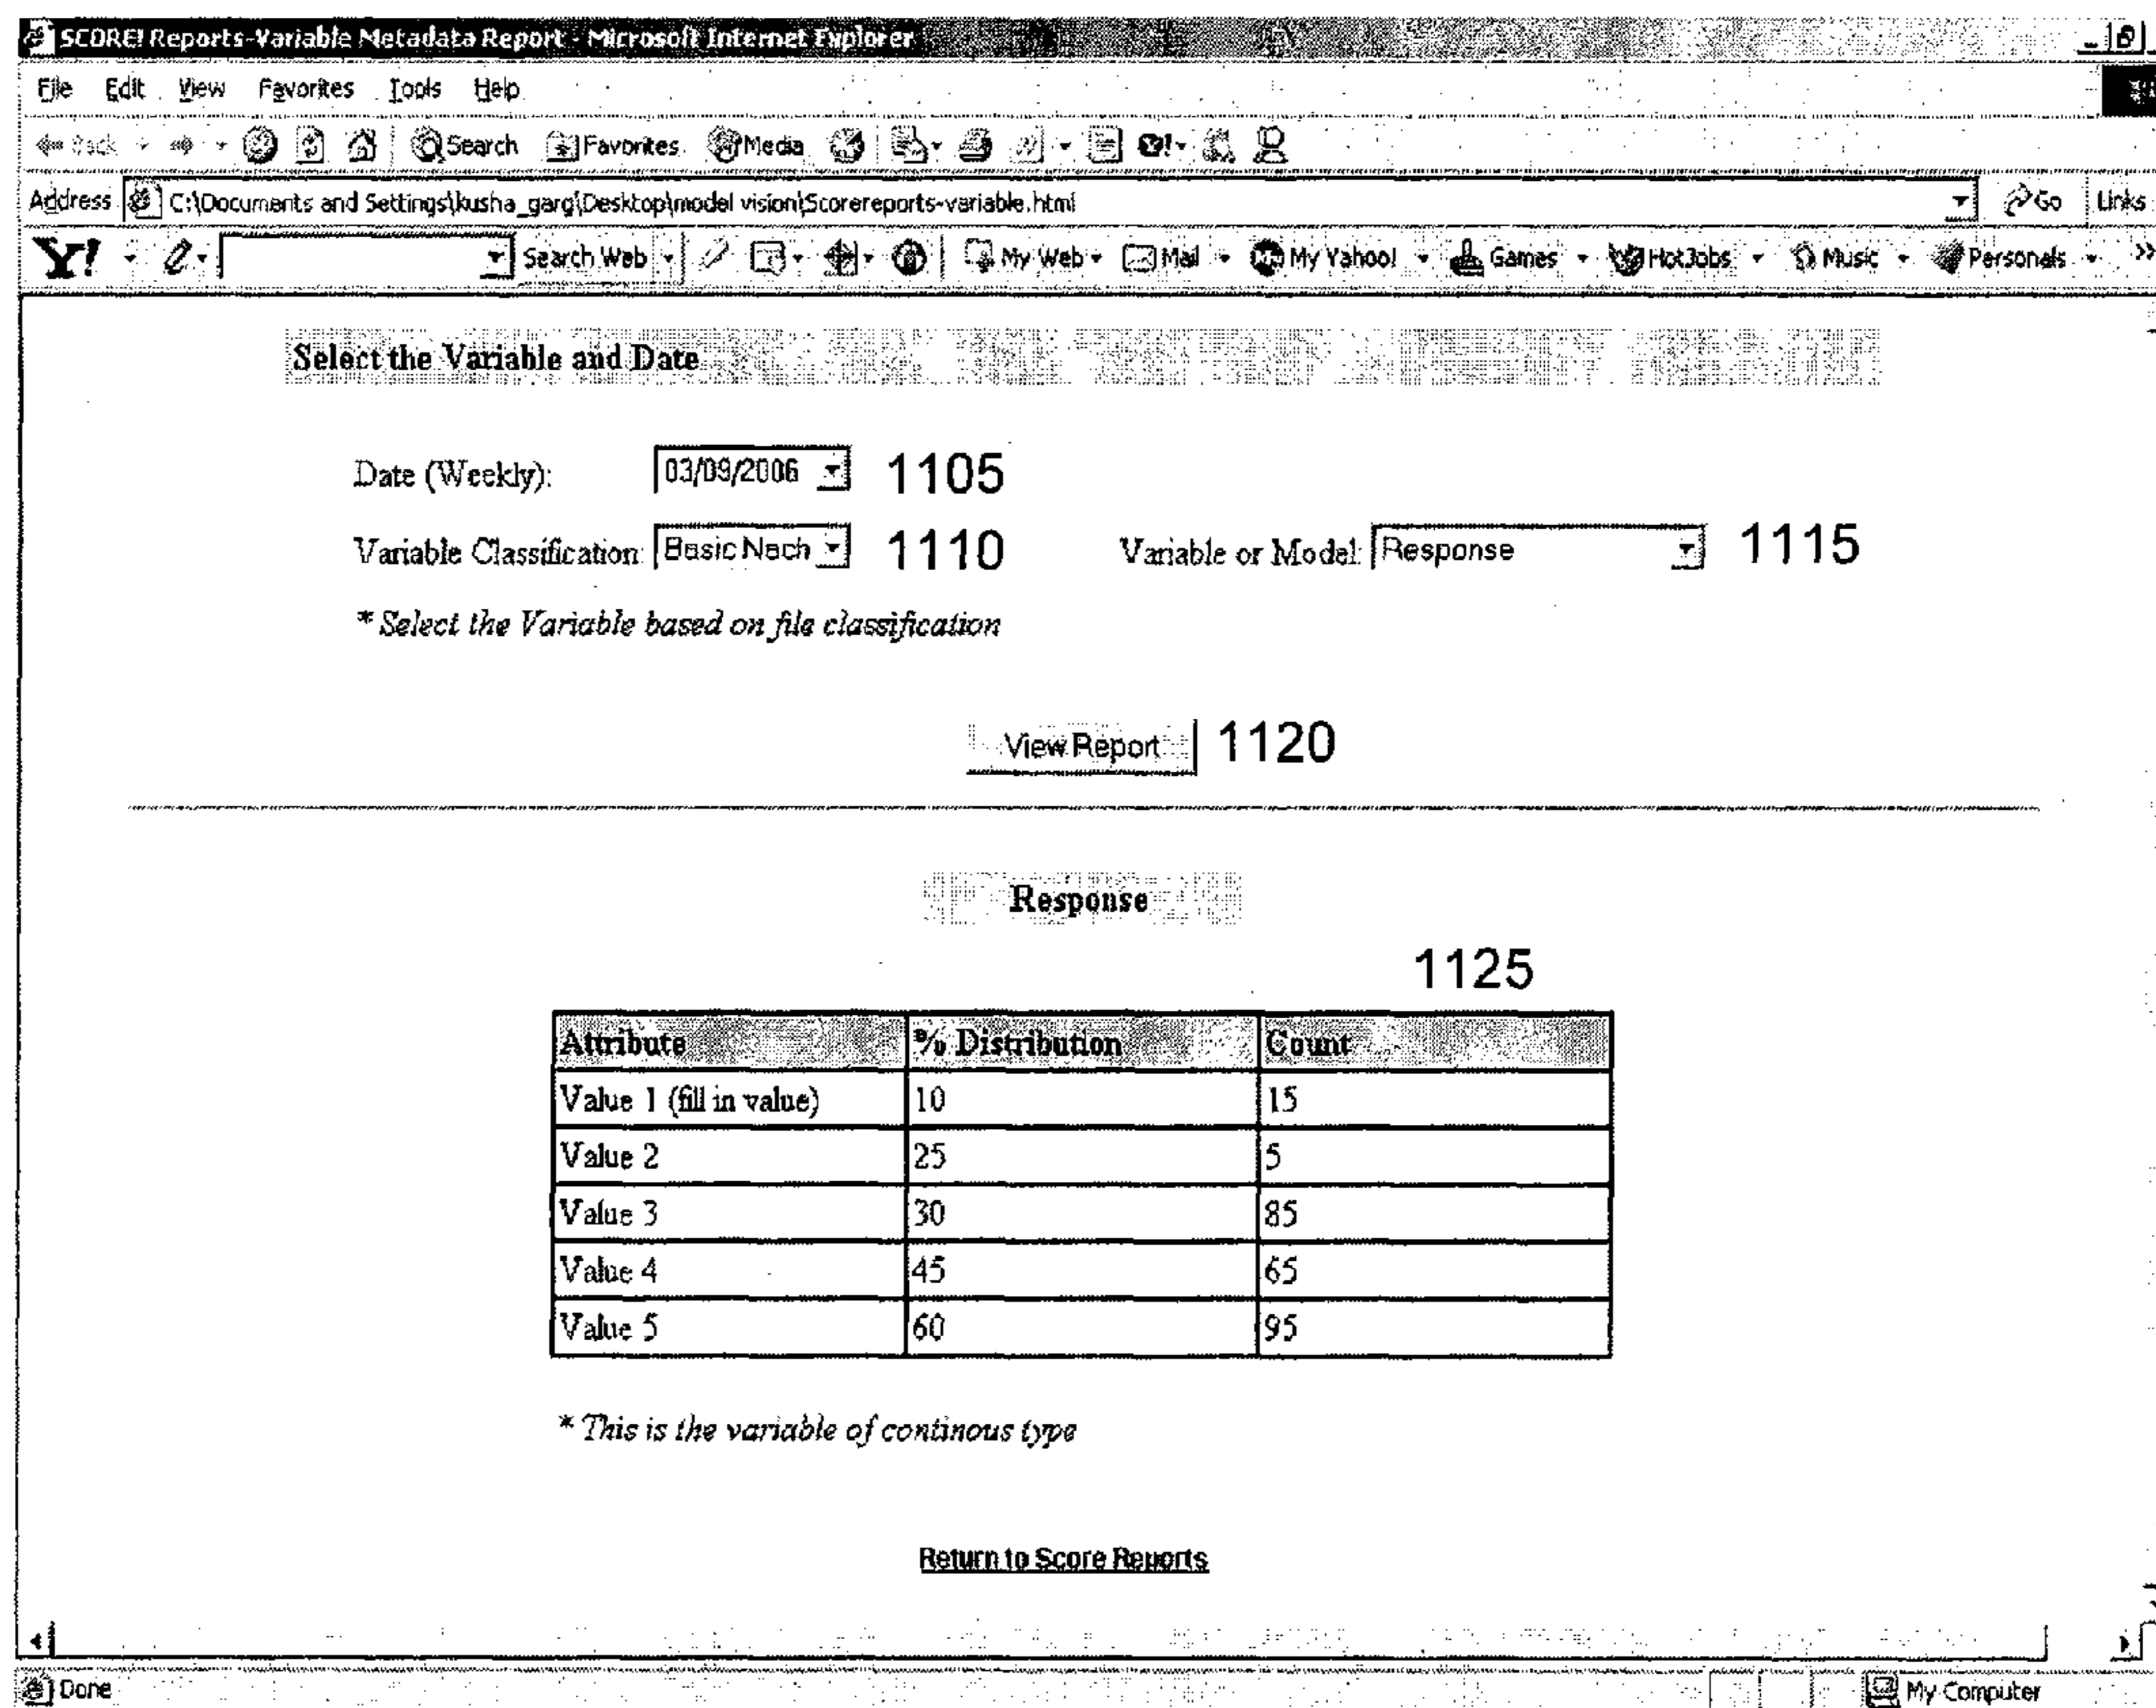 SCORE! Reports-Variable Metadata Report - Microsoft Internet Explorer
File Edit View Favorites Tools Help
Back Search Favorites Media
Address C:\Documents and Settings\kusha_garg\Desktop\model vision\Scorereports-variable.html Go Links
Y! Search Web My Web Mail My Yahoo! Games HotJobs Music Personals >>
Select the Variable and Date
Date (Weekly): 03/09/2006 1105
Variable Classification: Basic Nach 1110 Variable or Model: Response 1115
* Select the Variable based on file classification
View Report 1120
Response
1125
Attribute % Distribution Count
Value 1 (fill in value) 10 15
Value 2 25 5
Value 3 30 85
Value 4 45 65
Value 5 60 95
* This is the variable of continous type
Return to Score Reports
Done My Computer